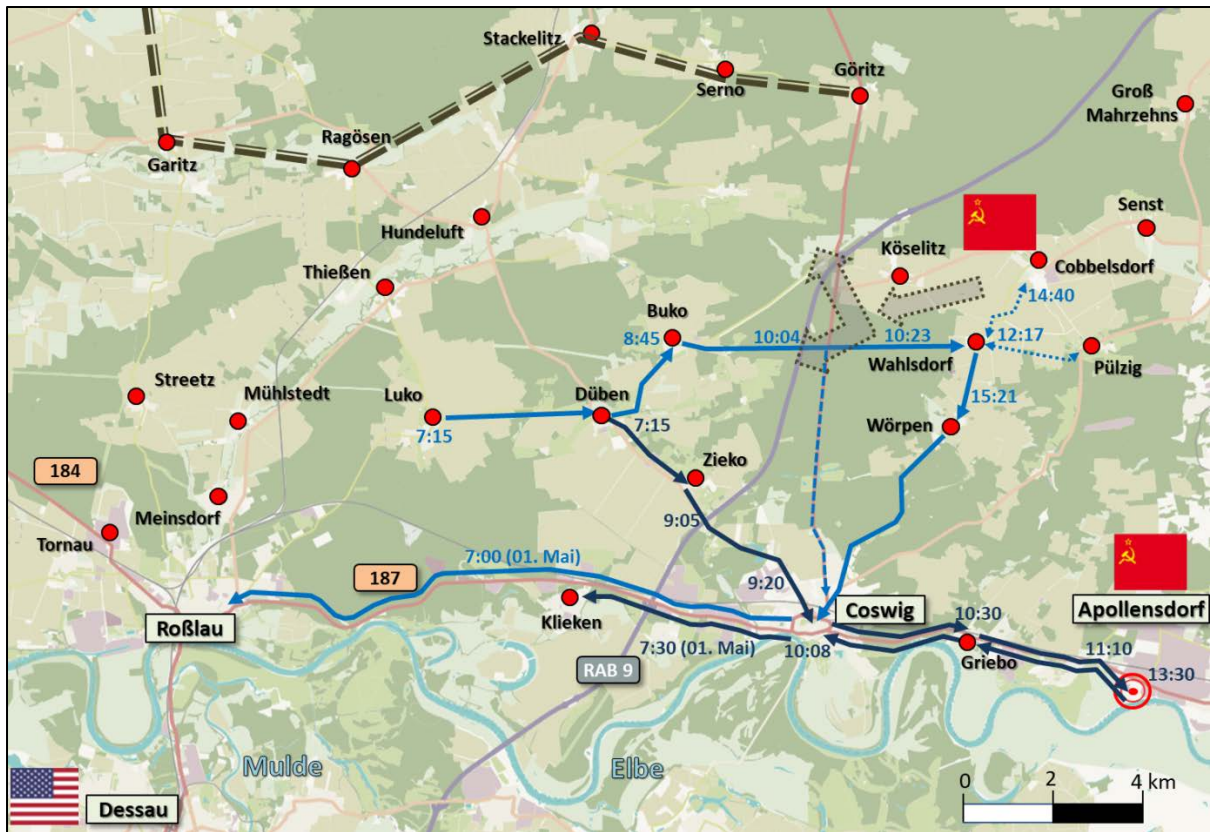 Stackelitz
Serno
Göritz
Groß
Mahrzehns
Ragösen
Garitz
Senst
Hundeluft
Köselitz
Cobbelsdorf
Thießen
14:40
Buko
8:45
10:04
10:23
12:17
Wahlsdorf
Pülzig
Streetz
Mühlstedt
Luko
Düben
15:21
7:15
7:15
Wörpen
Zieko
184
Meinsdorf
9:05
Tornau
7:00 (01. Mai)
9:20
187
Klieken
Coswig
Apollensdorf
Roßlau
10:30
7:30 (01. Mai)
10:08
Griebo
11:10
RAB 9
13:30
Mulde
Elbe
0 2 4 km
Dessau